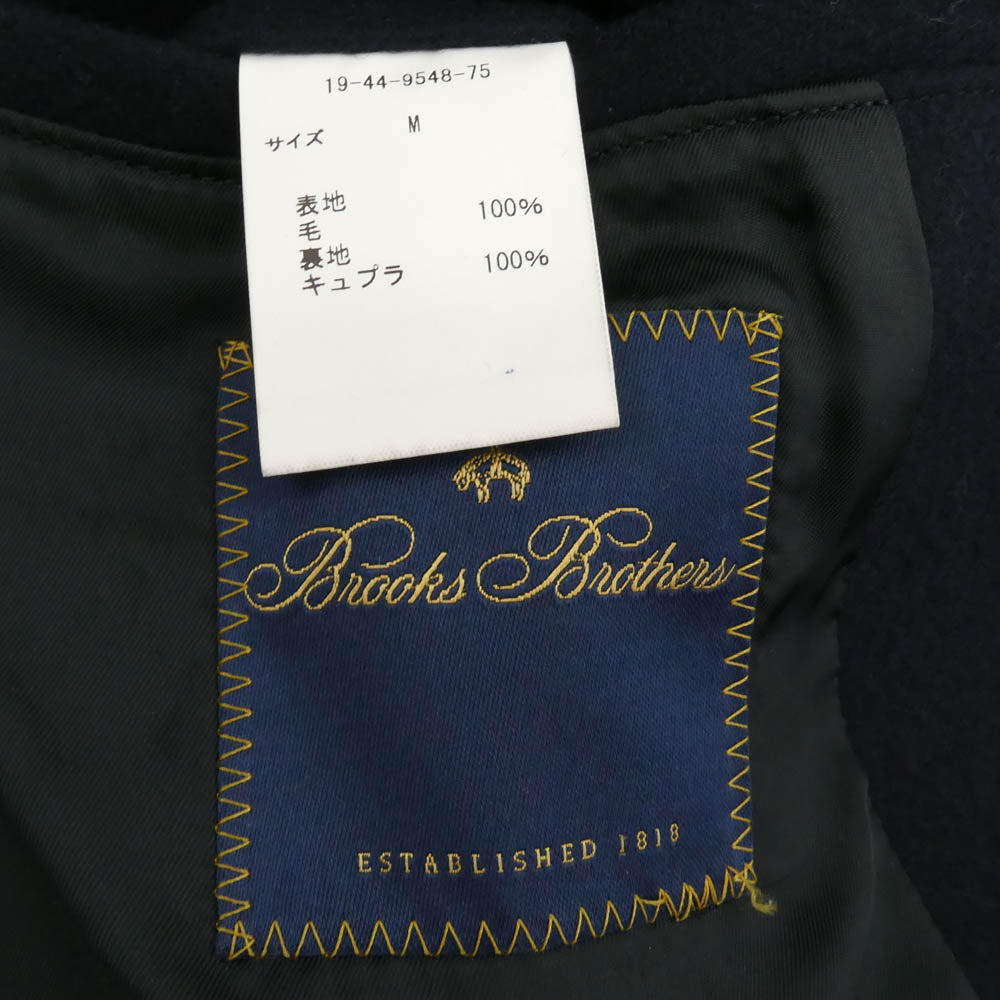 19-44-9548-75
サイズ M
表地
毛 100%
裏地
キュプラ 100%
Brooks Brothers
ESTABLISHED 1818